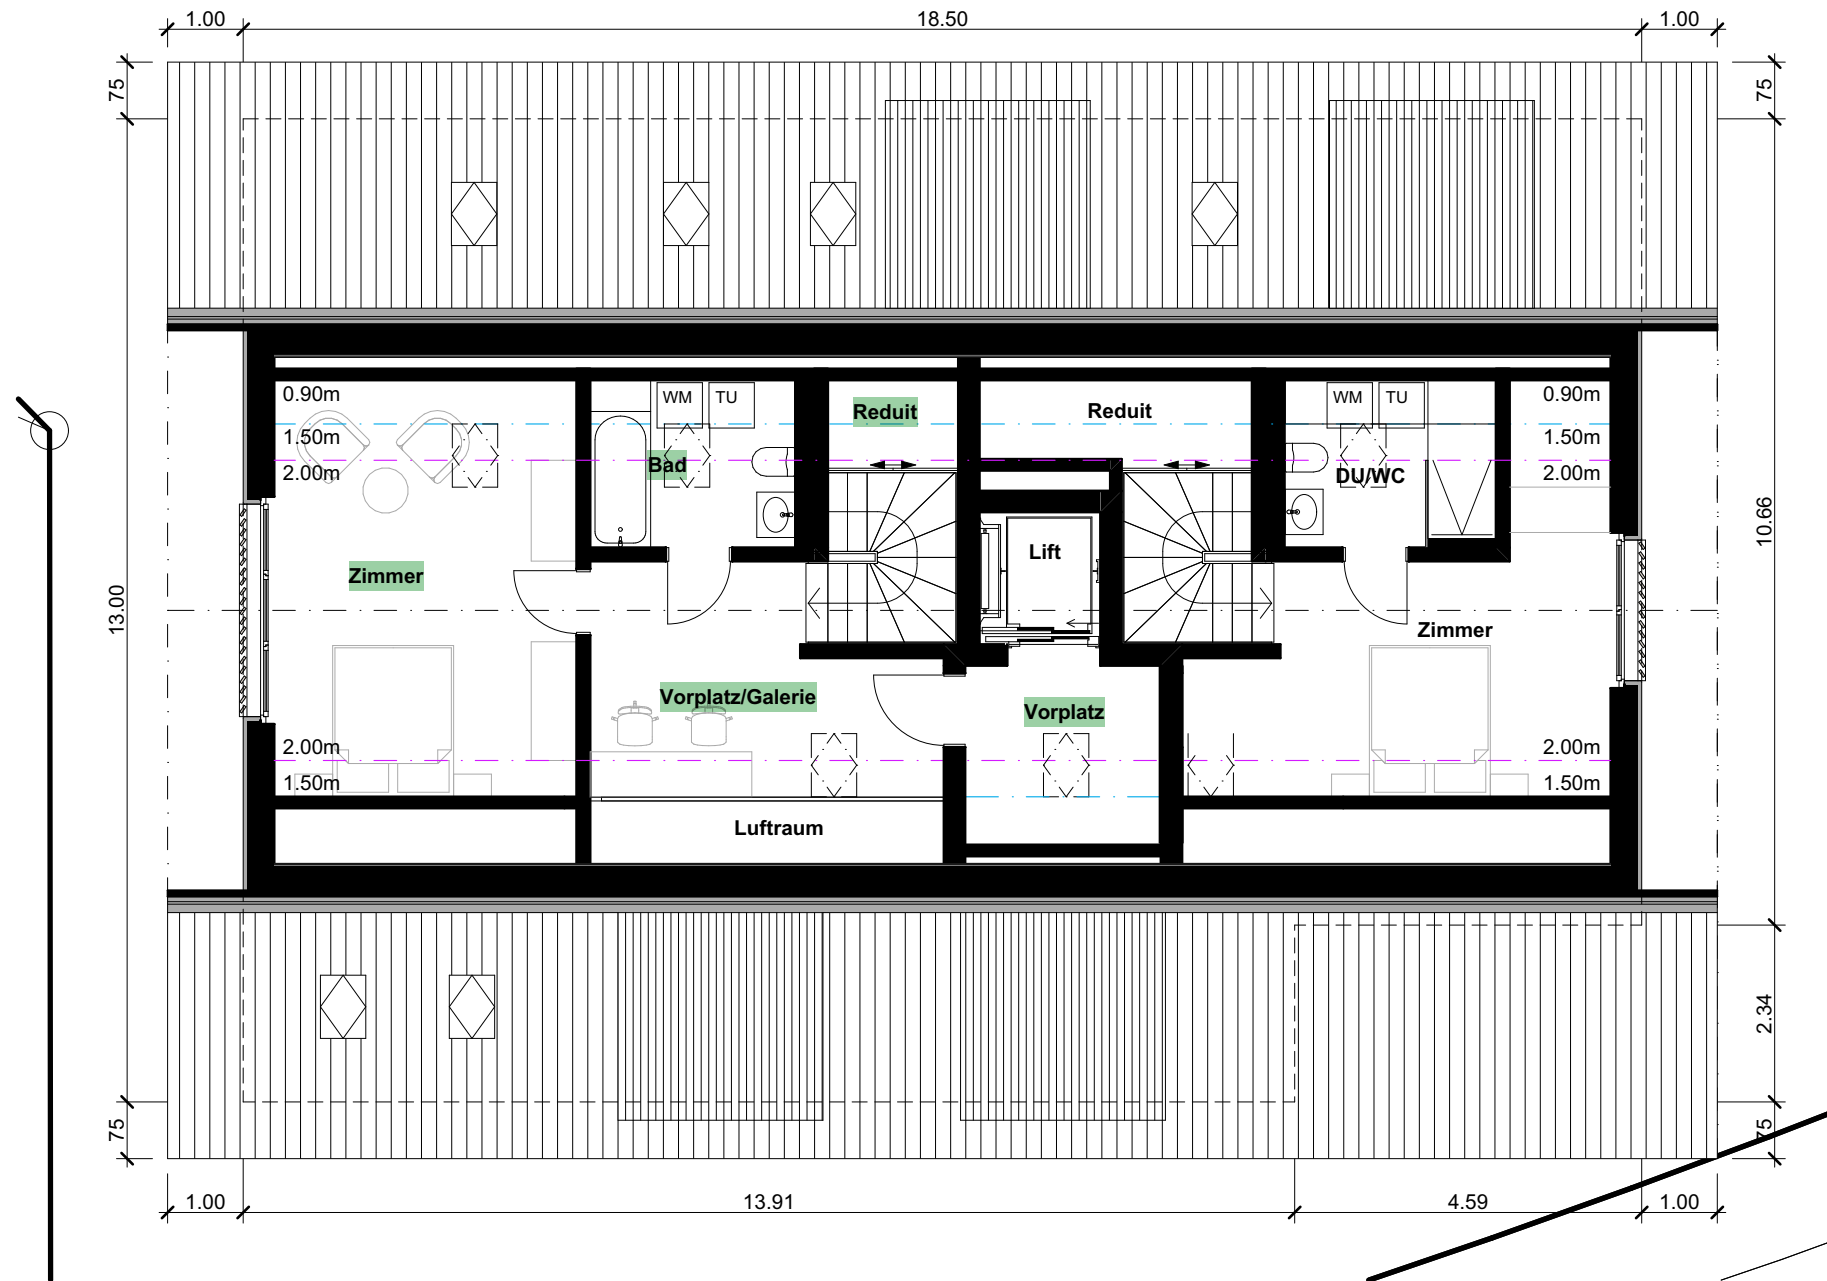 1.00 18.50 1.00
75 75
0.90m WM TU Reduit Reduit WM TU 0.90m
1.50m 1.50m
Bad
2.00m DU/WC 2.00m
10.66
Lift
Zimmer
13.00
Zimmer
Vorplatz/Galerie
Vorplatz
2.00m 2.00m
1.50m 1.50m
Luftraum
2.34
75 75
1.00 13.91 4.59 1.00